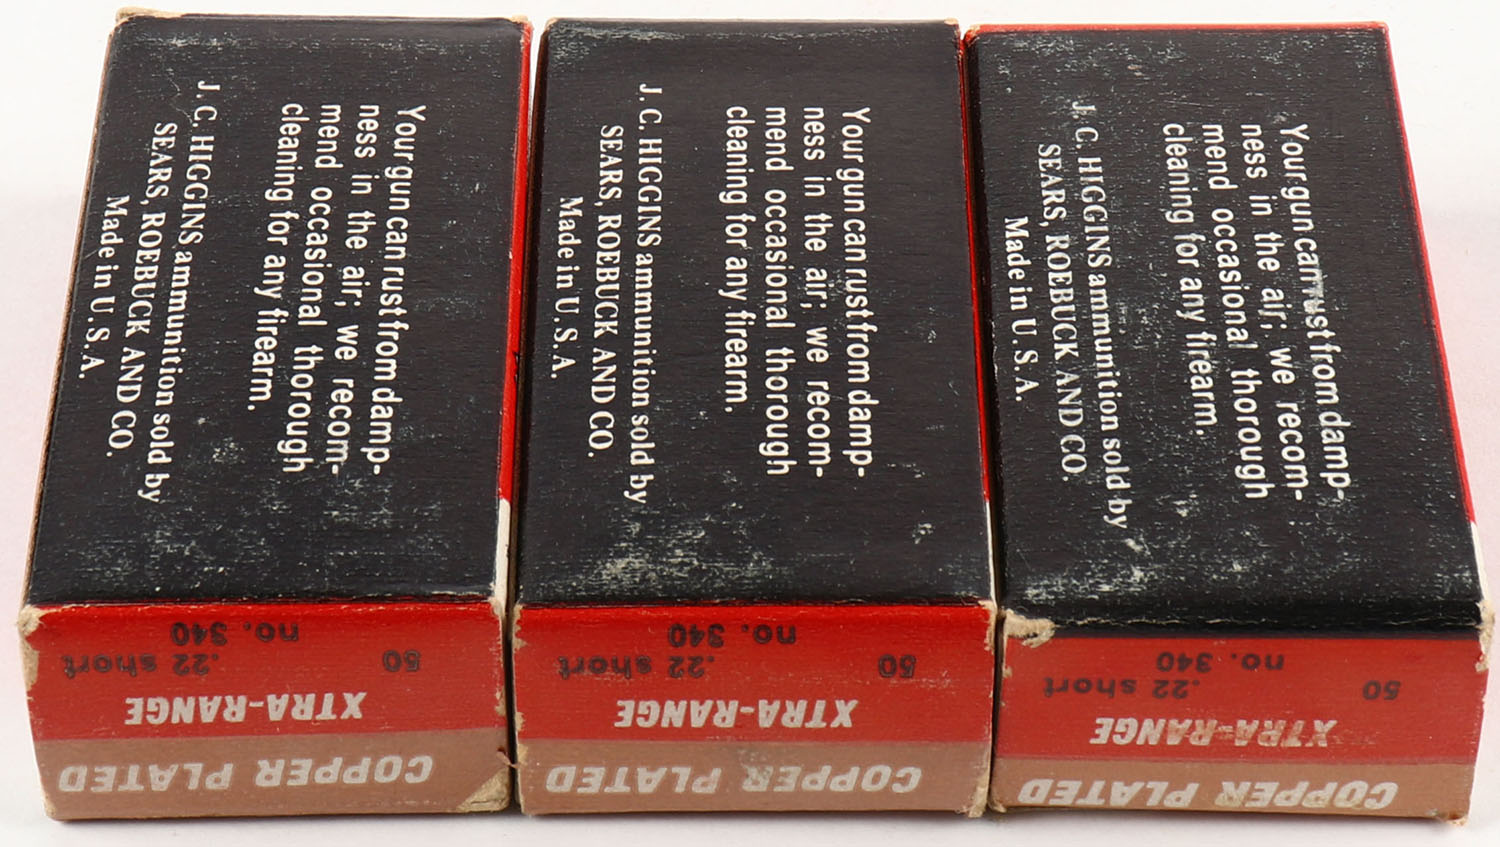 Your gun can rust from damp-
ness in the air; we recom-
mend occasional thorough
cleaning for any firearm.
J. C. HIGGINS ammunition sold by
SEARS, ROEBUCK AND CO.
Made in U. S. A.
COPPER PLATED
XTRA-RANGE
50 .22 short
no. 340
Your gun can rust from damp-
ness in the air; we recom-
mend occasional thorough
cleaning for any firearm.
J. C. HIGGINS ammunition sold by
SEARS, ROEBUCK AND CO.
Made in U. S. A.
COPPER PLATED
XTRA-RANGE
50 .22 short
no. 340
Your gun can rust from damp-
ness in the air; we recom-
mend occasional thorough
cleaning for any firearm.
J. C. HIGGINS ammunition sold by
SEARS, ROEBUCK AND CO.
Made in U. S. A.
COPPER PLATED
XTRA-RANGE
50 .22 short
no. 340